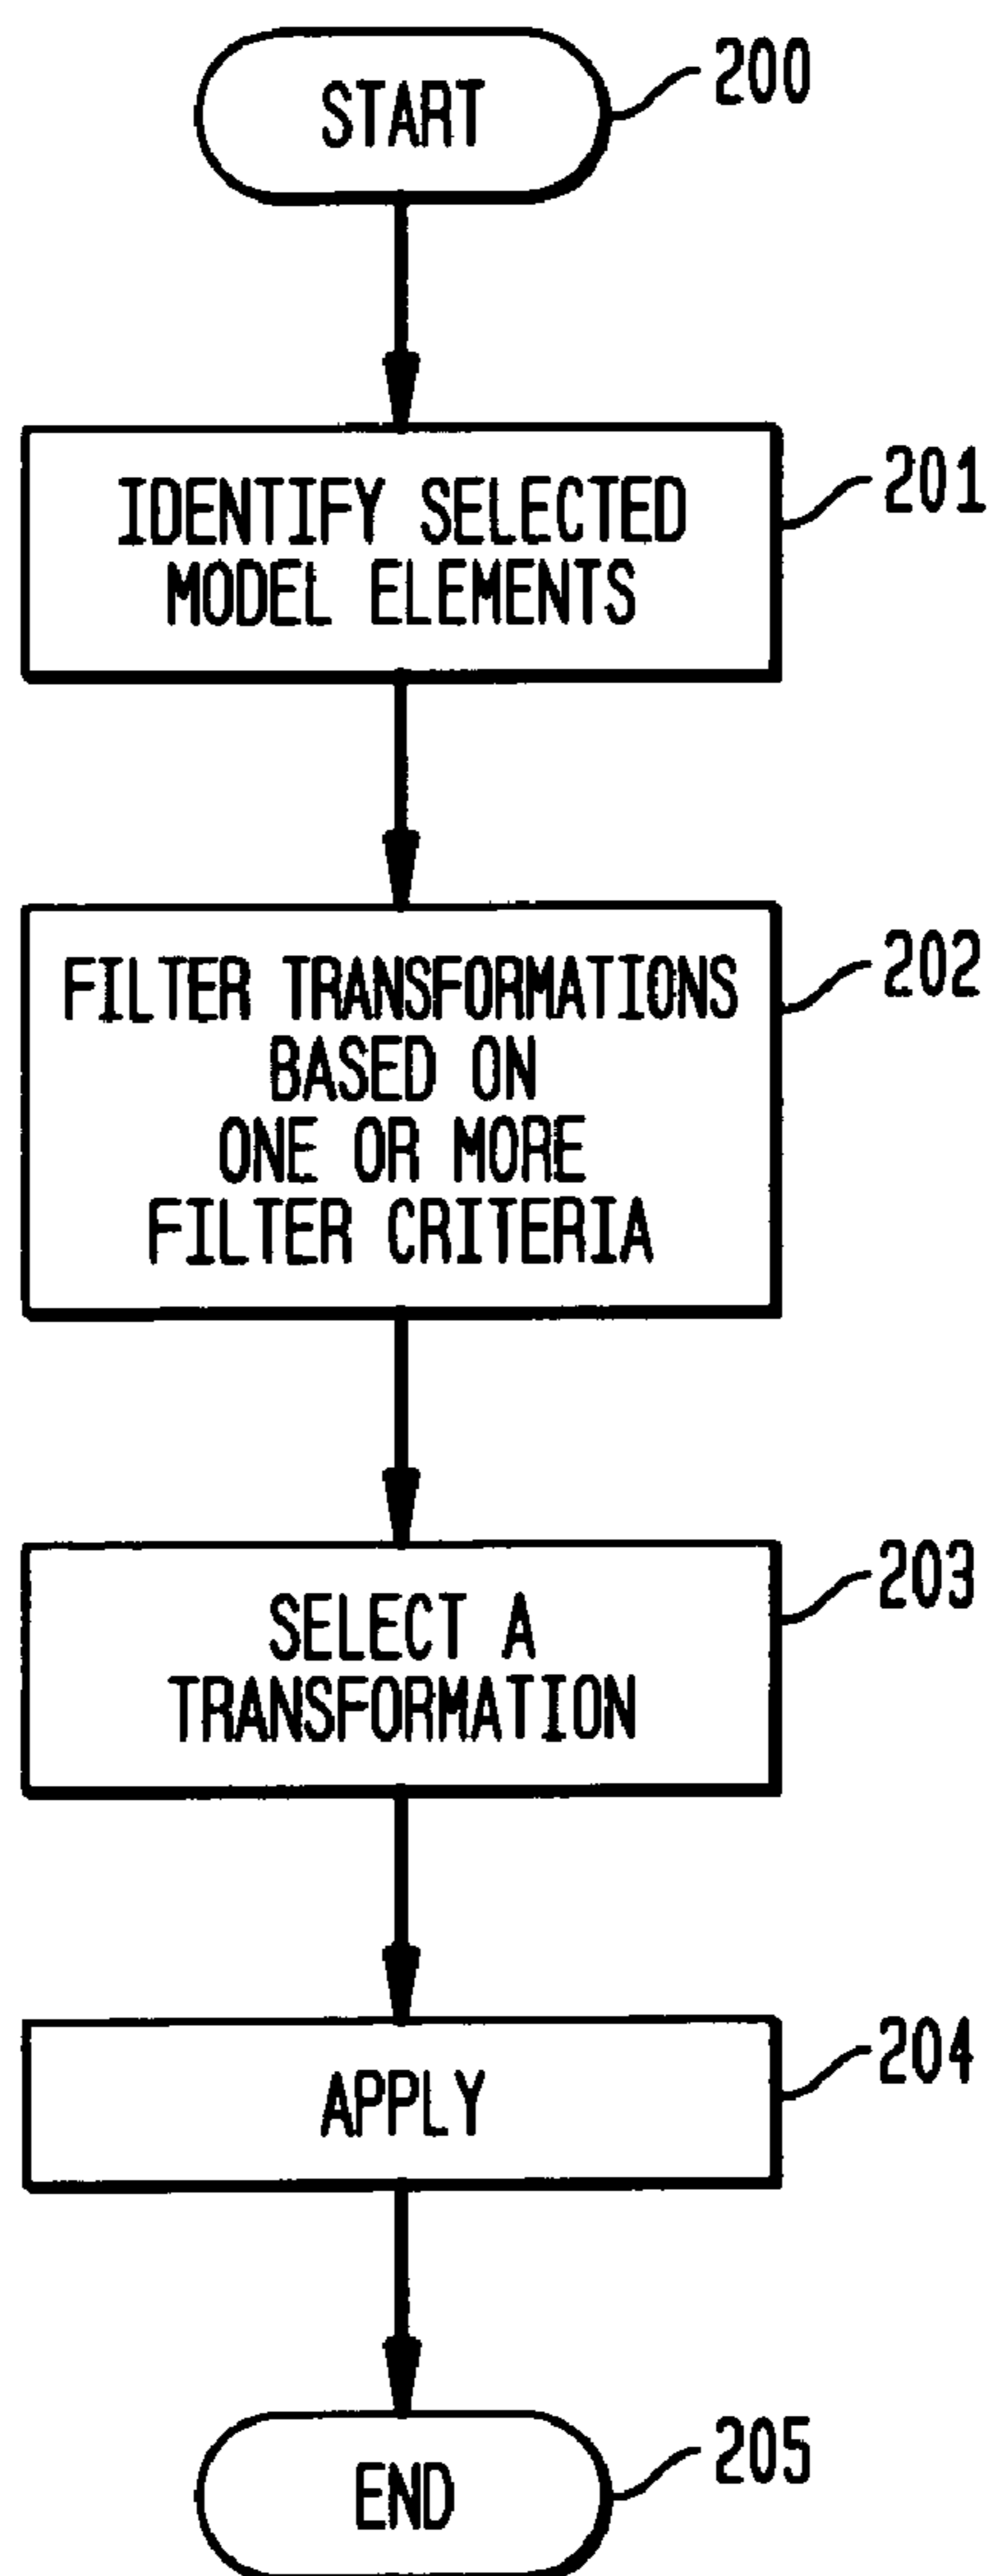 START
200
IDENTIFY SELECTED
MODEL ELEMENTS
201
FILTER TRANSFORMATIONS
BASED ON
ONE OR MORE
FILTER CRITERIA
202
SELECT A
TRANSFORMATION
203
APPLY
204
END
205